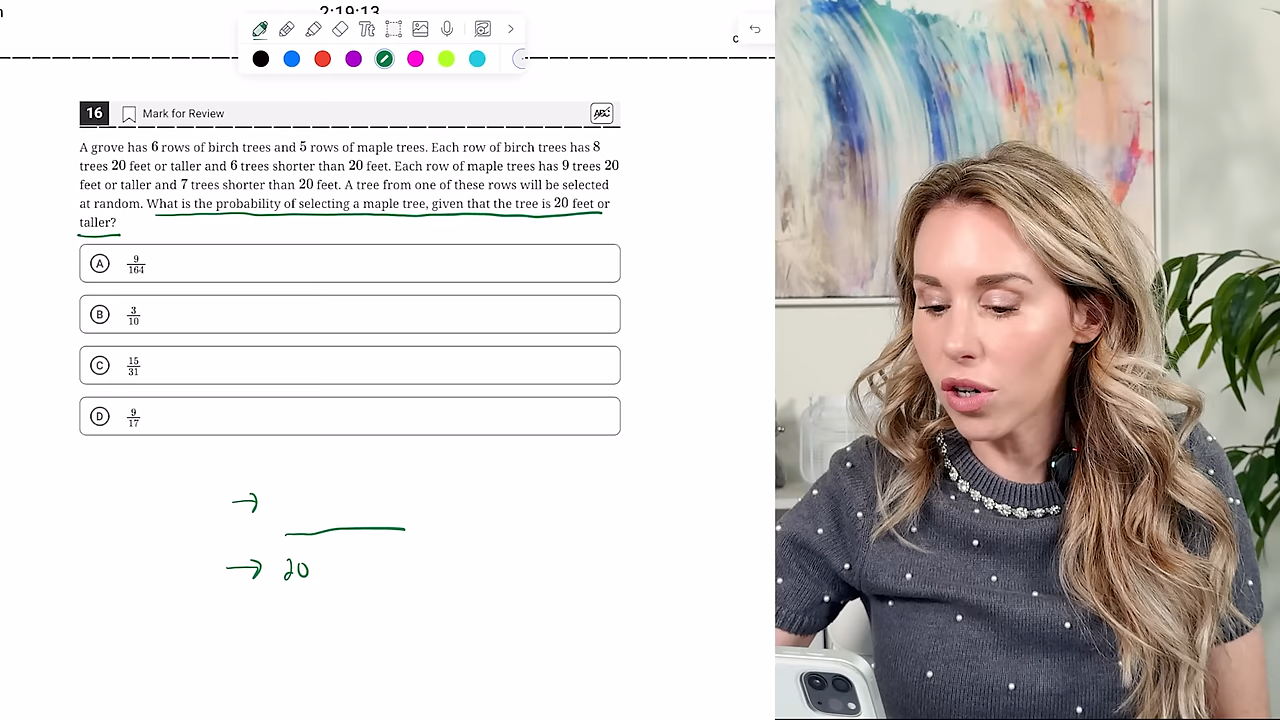 2:19:13
16 Mark for Review ABC
A grove has 6 rows of birch trees and 5 rows of maple trees. Each row of birch trees has 8
trees 20 feet or taller and 6 trees shorter than 20 feet. Each row of maple trees has 9 trees 20
feet or taller and 7 trees shorter than 20 feet. A tree from one of these rows will be selected
at random. What is the probability of selecting a maple tree, given that the tree is 20 feet or
taller?
A 9/164
B 3/10
C 15/31
D 9/17
→
→ 20